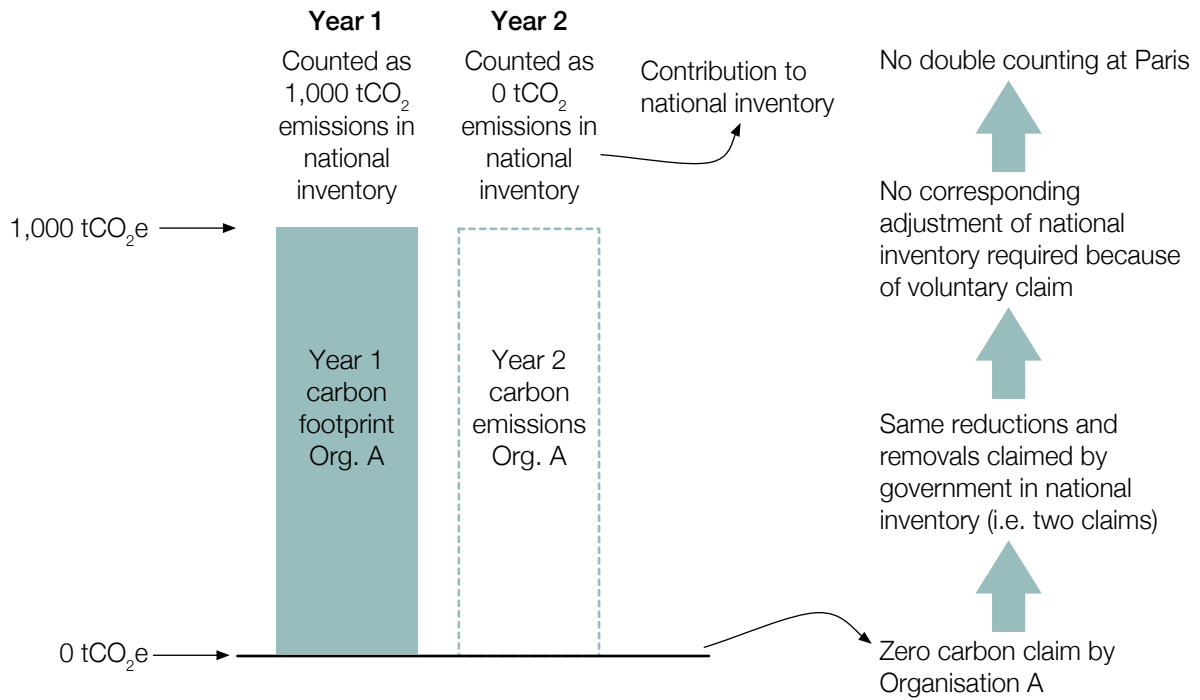 Year 1
Counted as
1,000 tCO₂
emissions in
national
inventory
Year 2
Counted as
0 tCO₂
emissions in
national
inventory
Contribution to
national inventory
1,000 tCO₂e
Year 1
carbon
footprint
Org. A
Year 2
carbon
emissions
Org. A
0 tCO₂e
No double counting at Paris
No corresponding
adjustment of national
inventory required because
of voluntary claim
Same reductions and
removals claimed by
government in national
inventory (i.e. two claims)
Zero carbon claim by
Organisation A